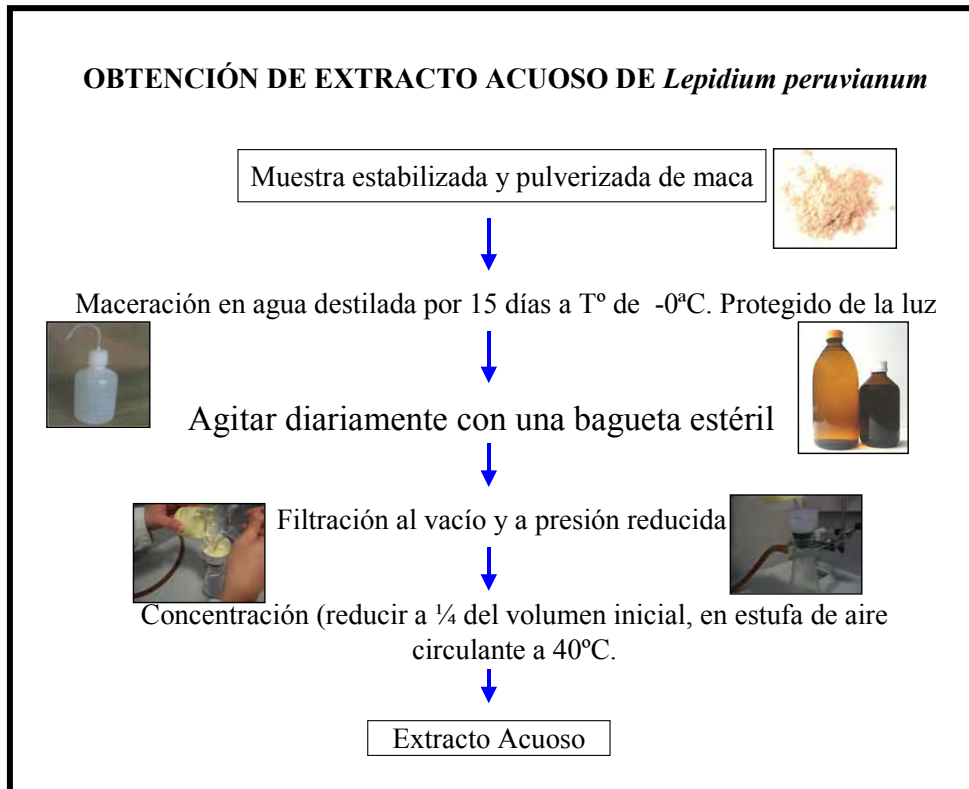 OBTENCIÓN DE EXTRACTO ACUOSO DE Lepidium peruvianum
Muestra estabilizada y pulverizada de maca
Maceración en agua destilada por 15 días a Tº de -0ªC. Protegido de la luz
Agitar diariamente con una bagueta estéril
Filtración al vacío y a presión reducida
Concentración (reducir a ¼ del volumen inicial, en estufa de aire
circulante a 40ºC.
Extracto Acuoso